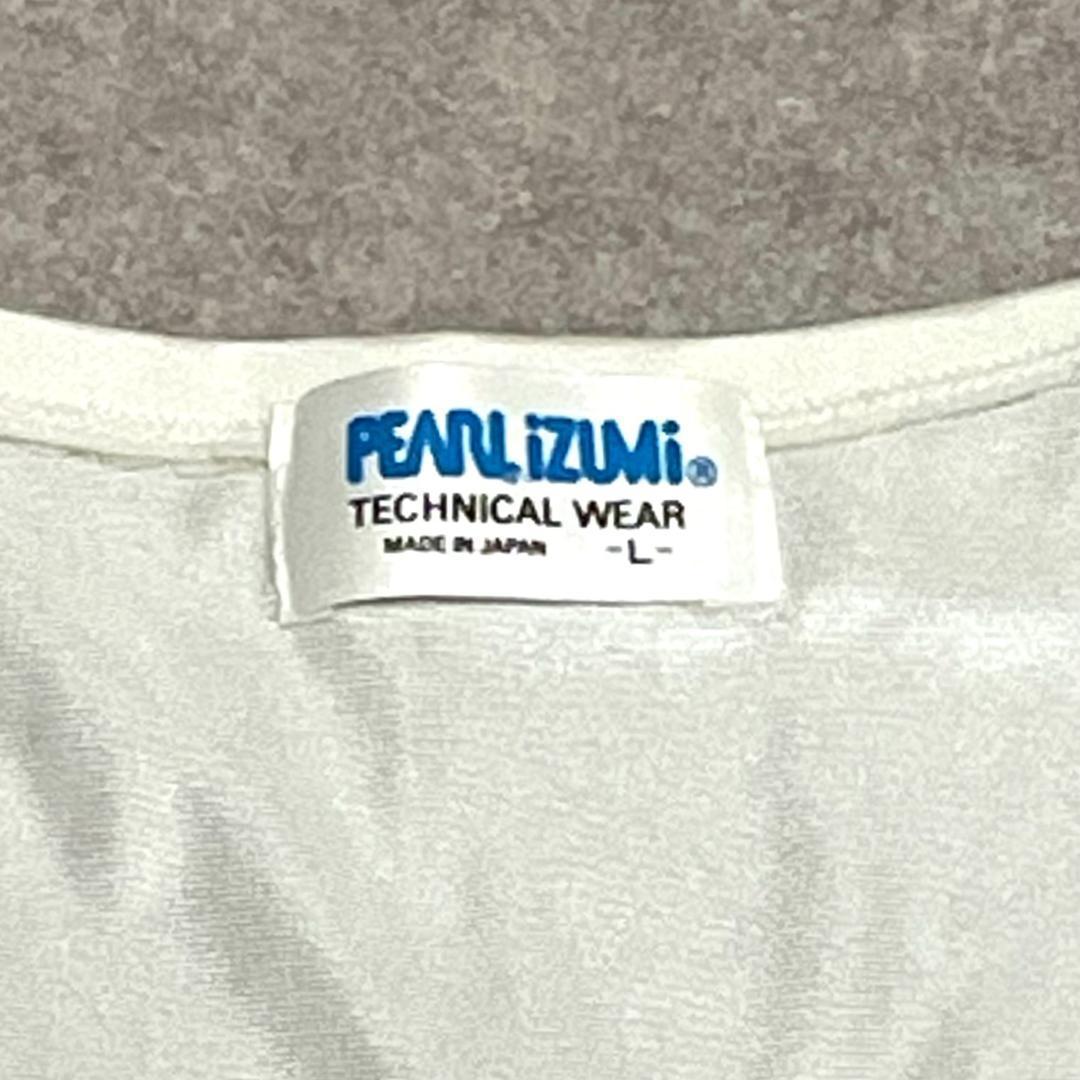 PEARL iZUMi®
TECHNICAL WEAR
MADE IN JAPAN -L-